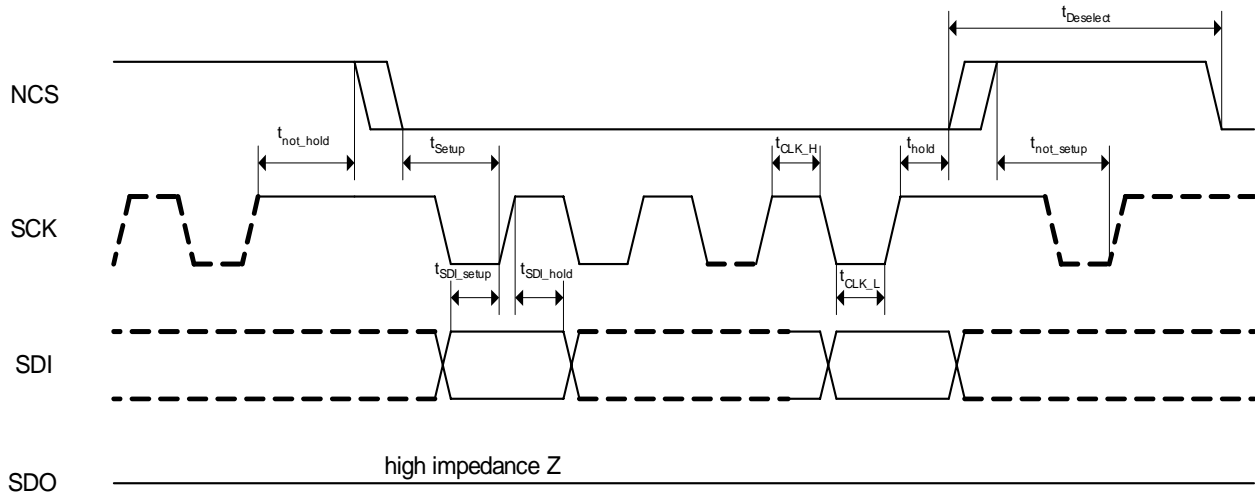 t_Deselect
NCS
t_not_hold
t_Setup
t_CLK_H
t_hold
t_not_setup
SCK
t_SDI_setup
t_SDI_hold
t_CLK_L
SDI
high impedance Z
SDO